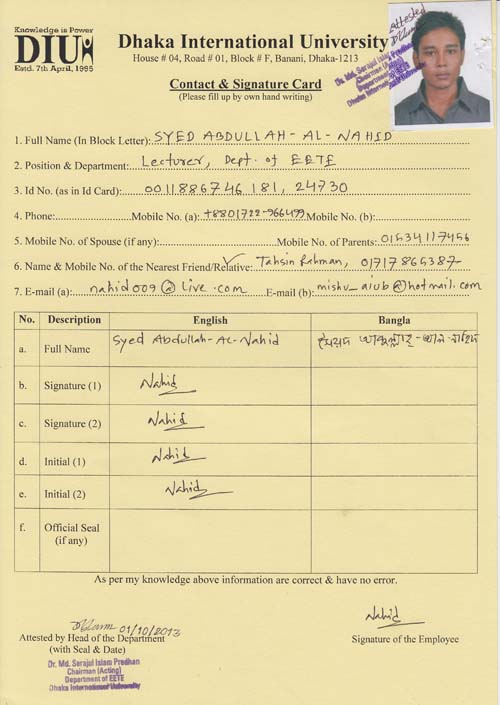 Knowledge is Power
DIU
Estd. 7th April, 1995
Dhaka International University
House # 04, Road # 01, Block # F, Banani, Dhaka-1213
Contact & Signature Card
(Please fill up by own hand writing)
Attested
Dr. Md. Serajul Islam Prodhan
Chairman (Acting)
Department of EETE
Dhaka International University
1. Full Name (In Block Letter): SYED ABDULLAH-AL-NAHID
2. Position & Department: Lecturer, Dept. of EETE
3. Id No. (as in Id Card): 0011886746181, 24730
4. Phone: Mobile No. (a): +8801722-966499 Mobile No. (b):
5. Mobile No. of Spouse (if any): Mobile No. of Parents: 01534117456
6. Name & Mobile No. of the Nearest Friend/Relative: Tahsin Rahman, 01717865387
7. E-mail (a): nahid009@live.com E-mail (b): mishu_aiub@hotmail.com
No. Description English Bangla
a. Full Name Syed Abdullah-AL-Nahid সৈয়দ আব্দুল্লাহ-আল-নাহিদ
b. Signature (1) Nahid
c. Signature (2) Nahid
d. Initial (1) Nahid
e. Initial (2) Nahid
f. Official Seal
(if any)
As per my knowledge above information are correct & have no error.
01/10/2013 Nahid
Attested by Head of the Department Signature of the Employee
(with Seal & Date)
Dr. Md. Serajul Islam Prodhan
Chairman (Acting)
Department of EETE
Dhaka International University